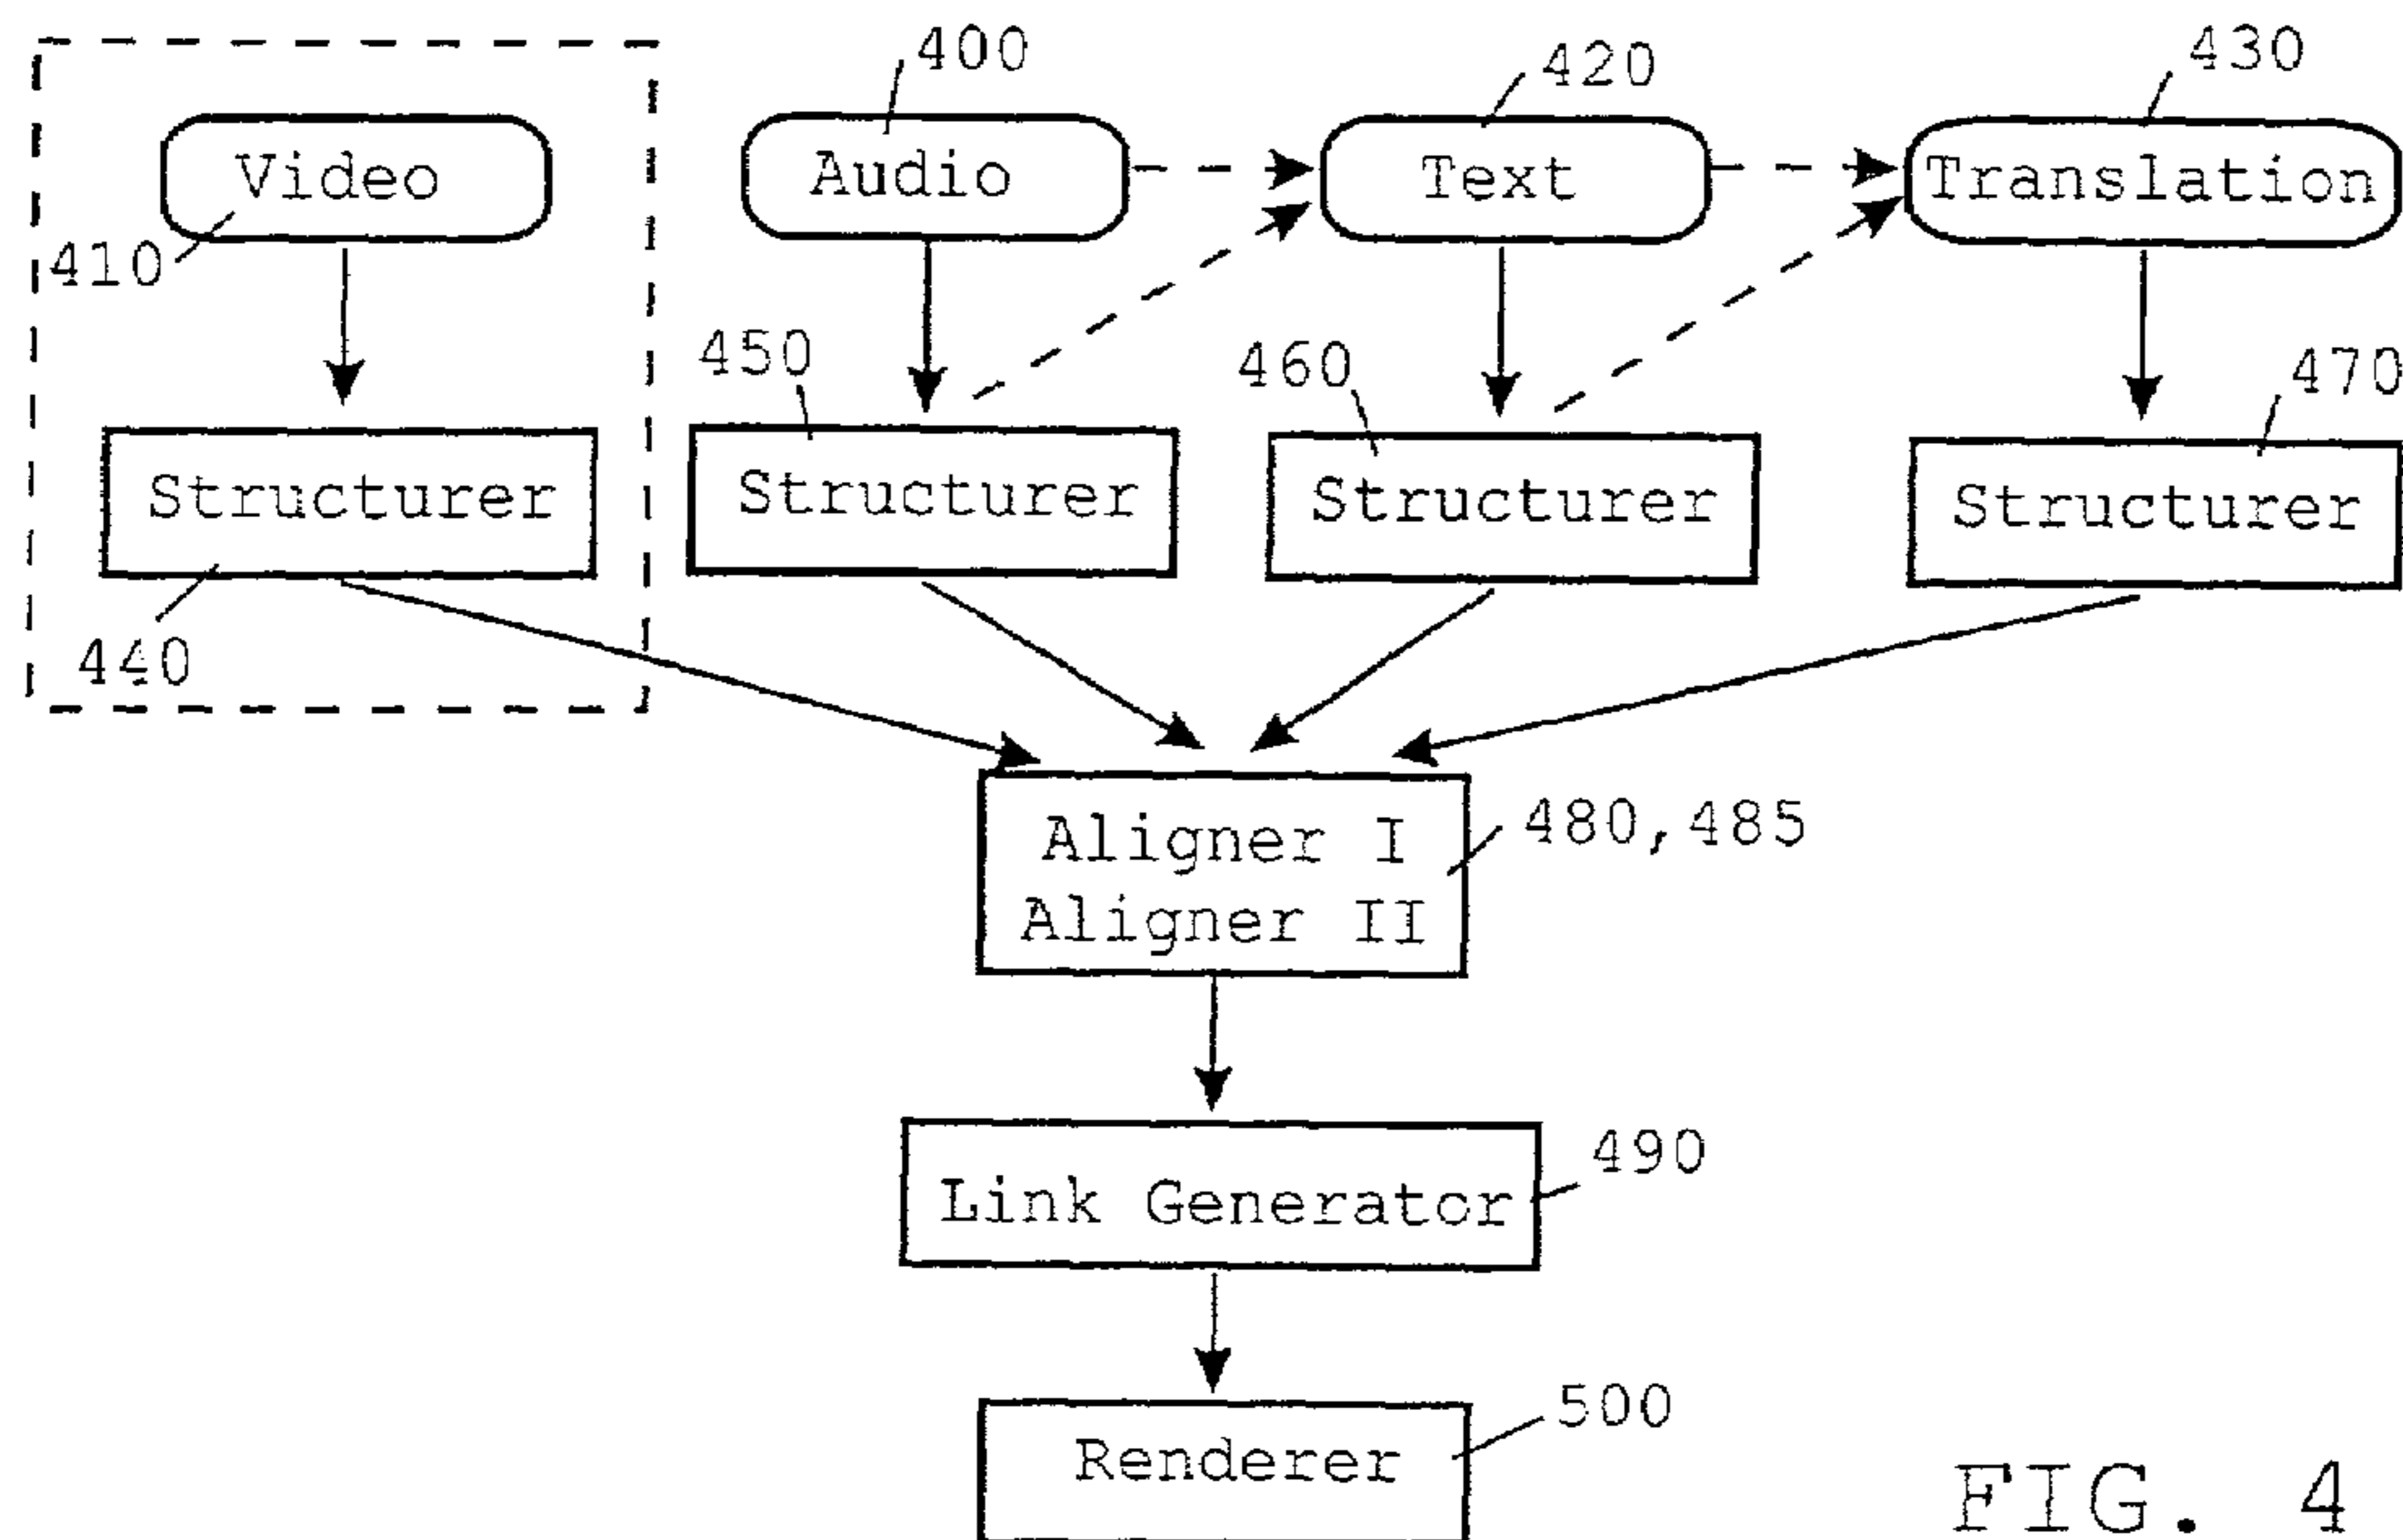 400
420
430
Video
Audio
Text
Translation
410
450
460
470
Structurer
Structurer
Structurer
Structurer
440
Aligner I
Aligner II
480,485
Link Generator
490
Renderer
500
FIG. 4